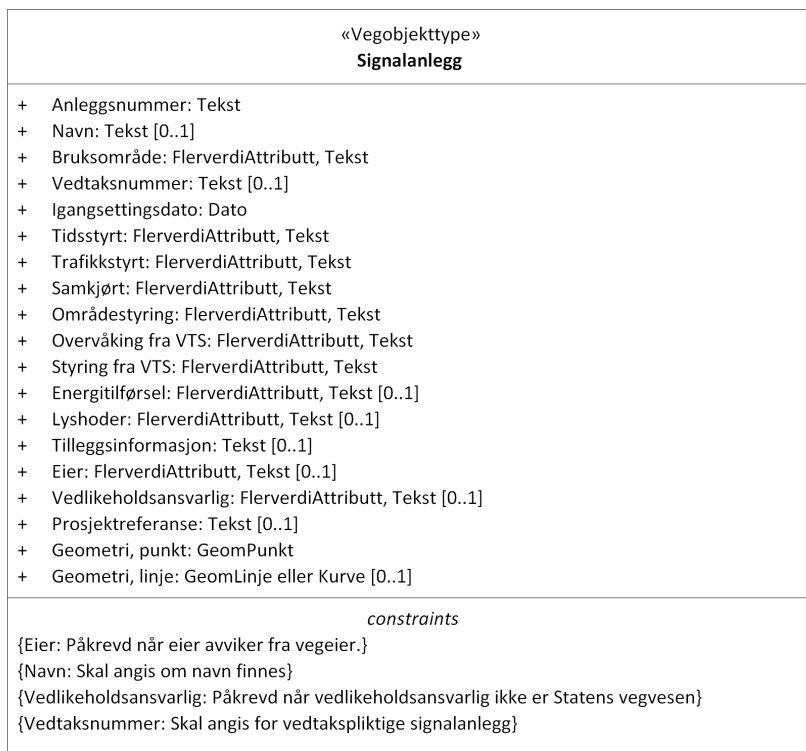 «Vegobjekttype»
Signalanlegg
+ Anleggsnummer: Tekst
+ Navn: Tekst [0..1]
+ Bruksområde: FlerverdiAttributt, Tekst
+ Vedtaksnummer: Tekst [0..1]
+ Igangsettingsdato: Dato
+ Tidsstyrt: FlerverdiAttributt, Tekst
+ Trafikkstyrt: FlerverdiAttributt, Tekst
+ Samkjørt: FlerverdiAttributt, Tekst
+ Områdestyring: FlerverdiAttributt, Tekst
+ Overvåking fra VTS: FlerverdiAttributt, Tekst
+ Styring fra VTS: FlerverdiAttributt, Tekst
+ Energitilførsel: FlerverdiAttributt, Tekst [0..1]
+ Lyshoder: FlerverdiAttributt, Tekst [0..1]
+ Tilleggsinformasjon: Tekst [0..1]
+ Eier: FlerverdiAttributt, Tekst [0..1]
+ Vedlikeholdsansvarlig: FlerverdiAttributt, Tekst [0..1]
+ Prosjektreferanse: Tekst [0..1]
+ Geometri, punkt: GeomPunkt
+ Geometri, linje: GeomLinje eller Kurve [0..1]
constraints
{Eier: Påkrevd når eier avviker fra vegeier.}
{Navn: Skal angis om navn finnes}
{Vedlikeholdsansvarlig: Påkrevd når vedlikeholdsansvarlig ikke er Statens vegvesen}
{Vedtaksnummer: Skal angis for vedtakspliktige signalanlegg}